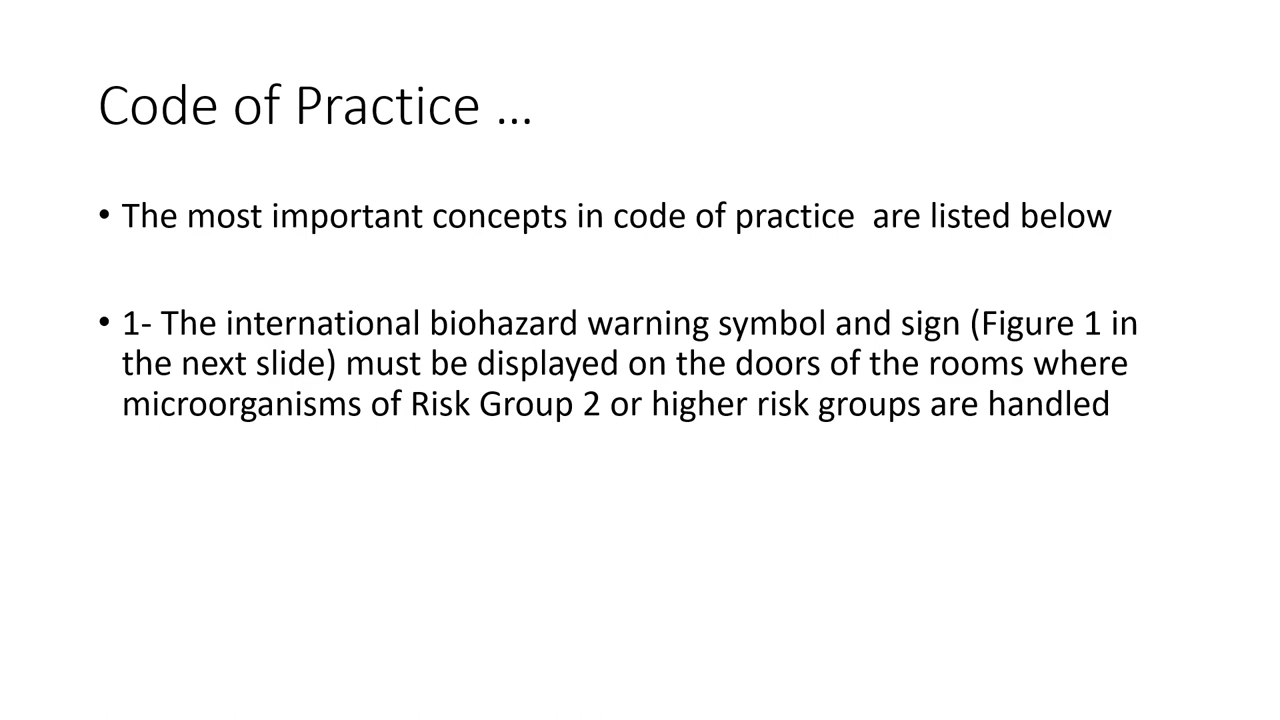 Code of Practice …
• The most important concepts in code of practice  are listed below
• 1- The international biohazard warning symbol and sign (Figure 1 in
the next slide) must be displayed on the doors of the rooms where
microorganisms of Risk Group 2 or higher risk groups are handled